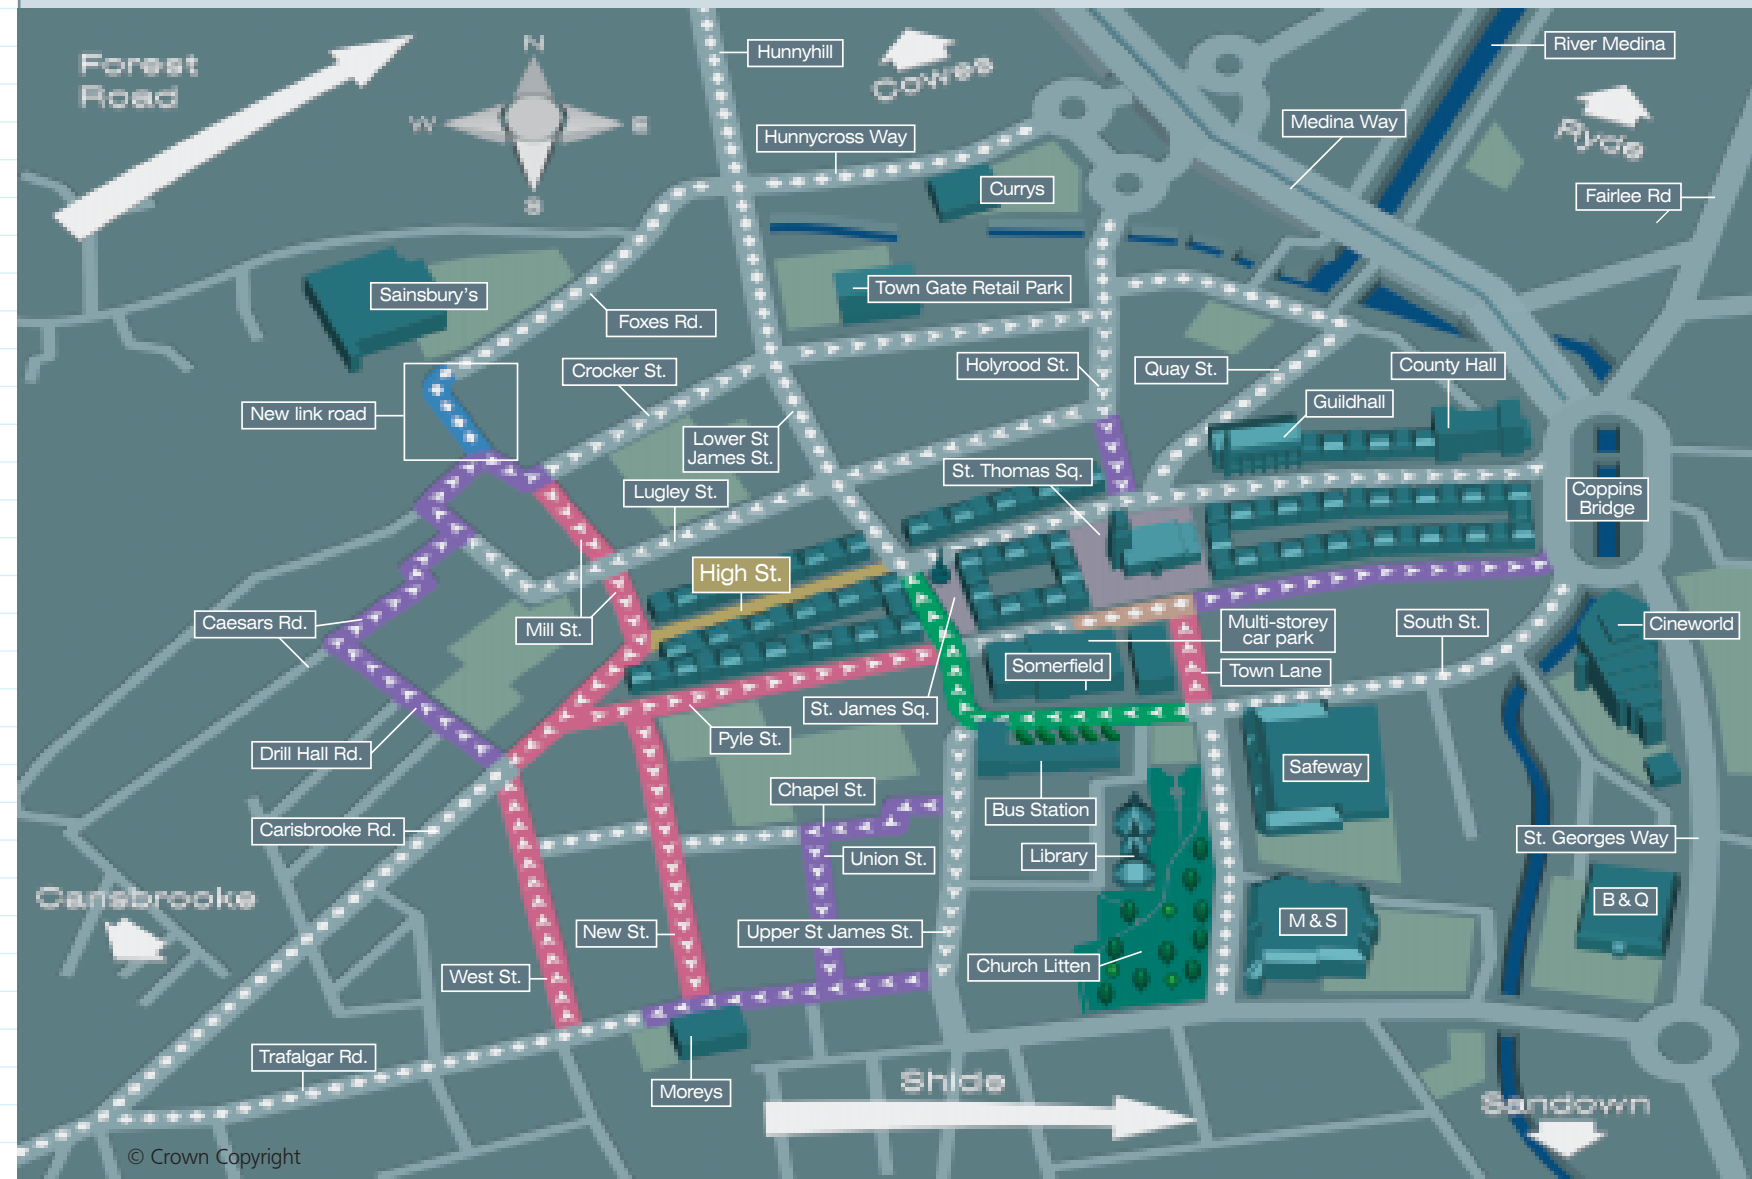 Forest
Road
N
W
E
S
Hunnyhill
Cowes
River Medina
Hunnycross Way
Medina Way
Ryde
Currys
Fairlee Rd
Sainsbury's
Town Gate Retail Park
Foxes Rd.
Crocker St.
Holyrood St.
Quay St.
County Hall
New link road
Guildhall
Lower St
James St.
St. Thomas Sq.
Lugley St.
Coppins
Bridge
High St.
Caesars Rd.
Mill St.
Multi-storey
car park
South St.
Cineworld
Somerfield
Town Lane
St. James Sq.
Pyle St.
Drill Hall Rd.
Safeway
Chapel St.
Bus Station
Carisbrooke Rd.
Union St.
Library
St. Georges Way
Carisbrooke
B & Q
New St.
Upper St James St.
M & S
West St.
Church Litten
Trafalgar Rd.
Moreys
Shide
Sandown
© Crown Copyright